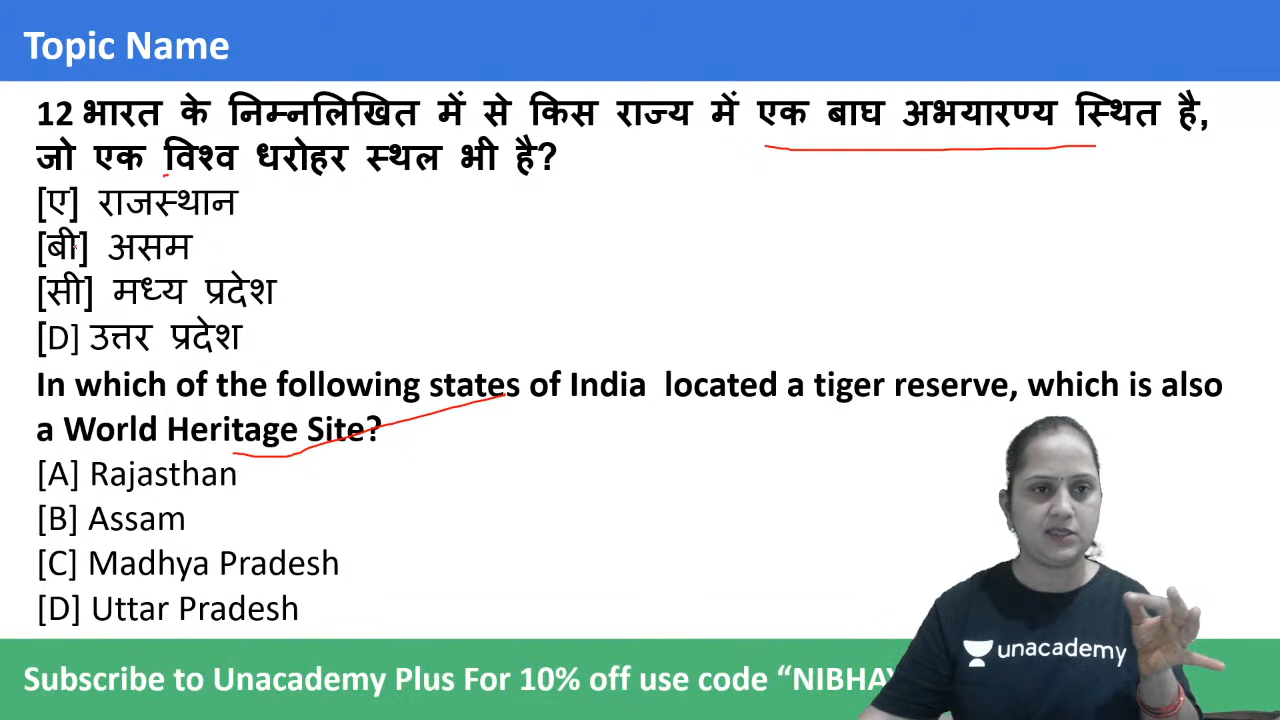 Topic Name
12 भारत के निम्नलिखित में से किस राज्य में एक बाघ अभयारण्य स्थित है,
जो एक विश्व धरोहर स्थल भी है?
[ए] राजस्थान
[बी] असम
[सी] मध्य प्रदेश
[D] उत्तर प्रदेश
In which of the following states of India located a tiger reserve, which is also
a World Heritage Site?
[A] Rajasthan
[B] Assam
[C] Madhya Pradesh
[D] Uttar Pradesh
unacademy
Subscribe to Unacademy Plus For 10% off use code “NIBHAY